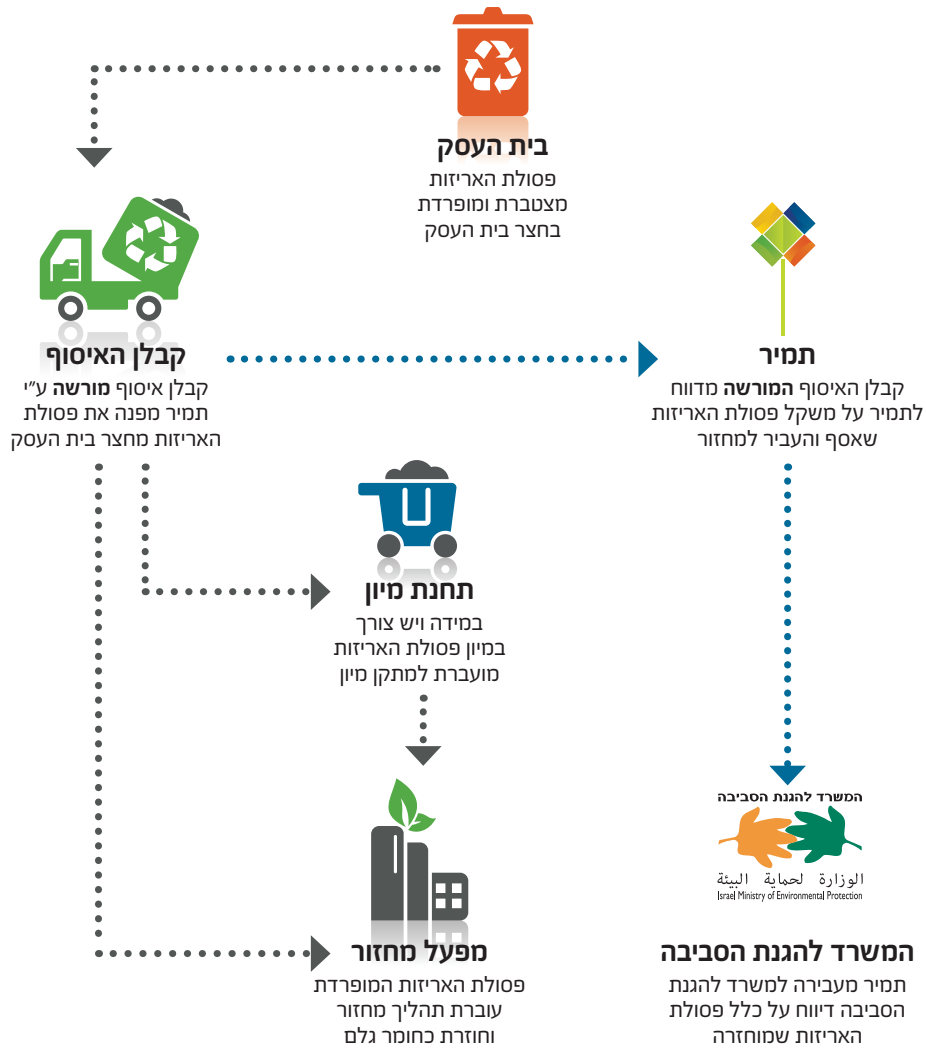 בית העסק
פסולת האריזות
מצטברת ומופרדת
בחצר בית העסק
קבלן האיסוף
קבלן איסוף מורשה ע״י
תמיר מפנה את פסולת
האריזות מחצר בית העסק
תמיר
קבלן האיסוף המורשה מדווח
לתמיר על משקל פסולת האריזות
שאסף והעביר למחזור
תחנת מיון
במידה ויש צורך
במיון פסולת האריזות
מועברת למתקן מיון
מפעל מחזור
פסולת האריזות המופרדת
עוברת תהליך מחזור
וחוזרת כחומר גלם
המשרד להגנת הסביבה
الوزارة لحماية البيئة
Israel Ministry of Environmental Protection
המשרד להגנת הסביבה
תמיר מעבירה למשרד להגנת
הסביבה דיווח על כלל פסולת
האריזות שמוחזרה